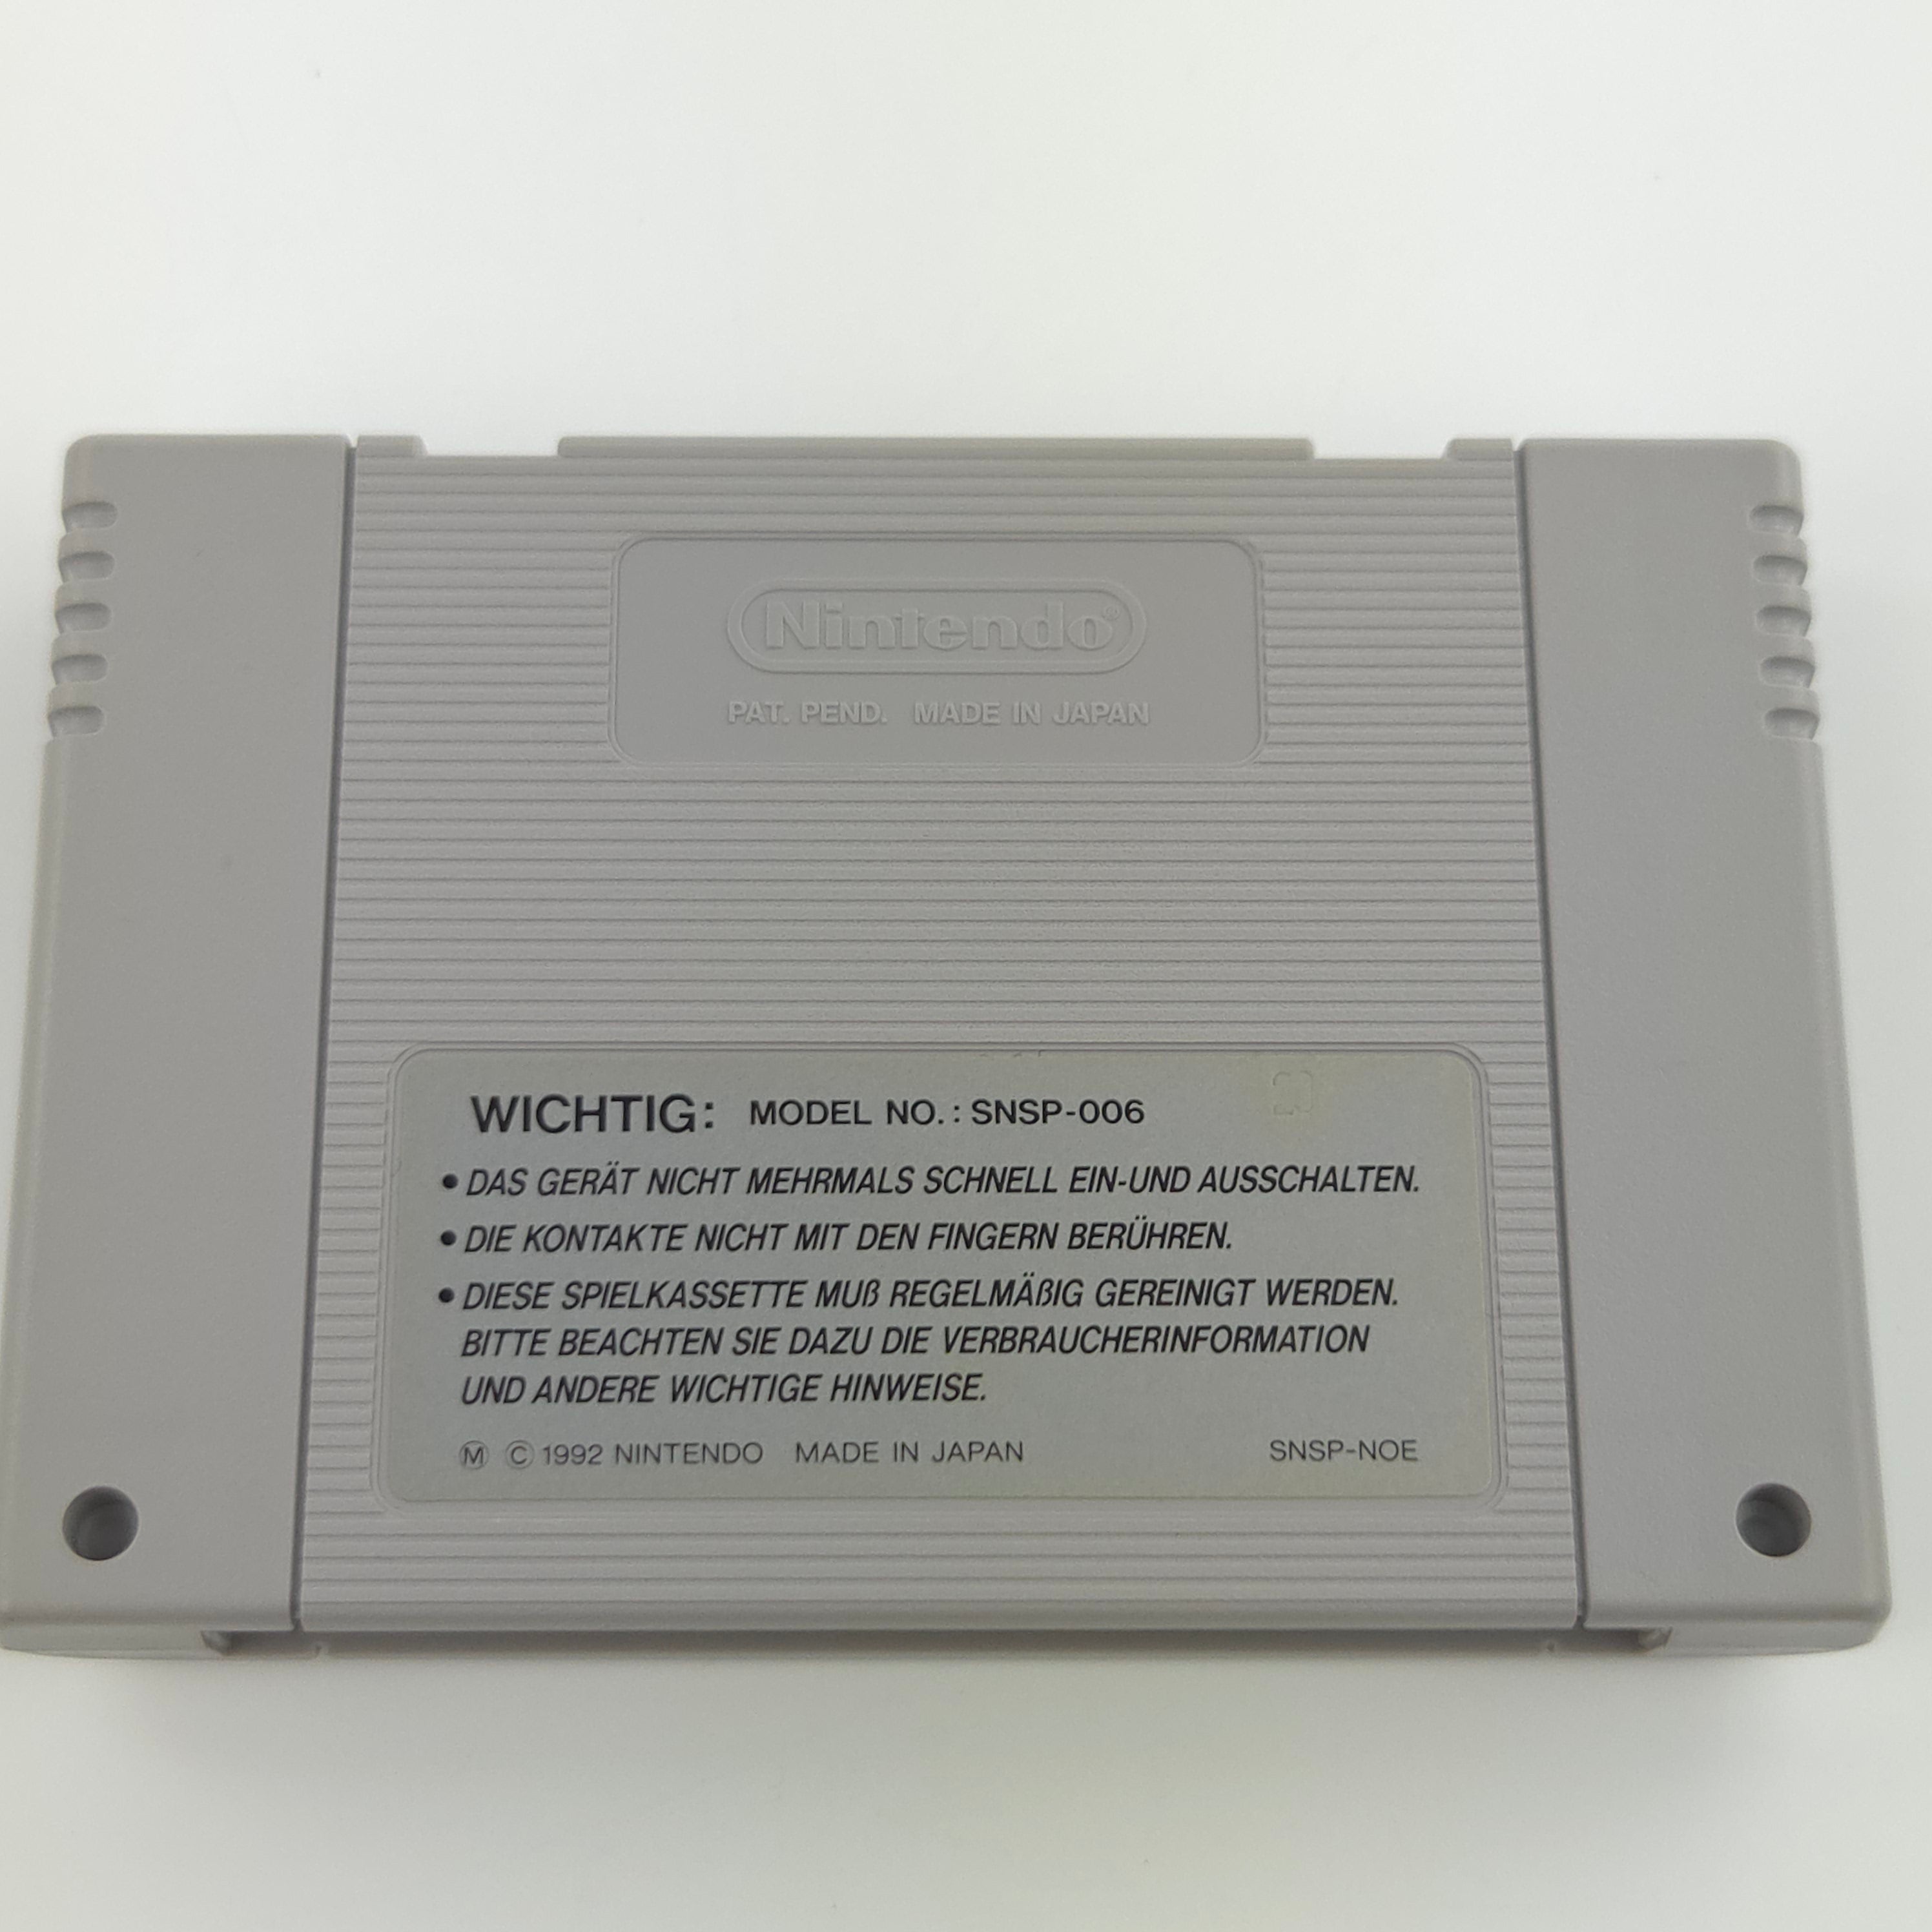 Nintendo®
PAT. PEND. MADE IN JAPAN
WICHTIG: MODEL NO.: SNSP-006
• DAS GERÄT NICHT MEHRMALS SCHNELL EIN-UND AUSSCHALTEN.
• DIE KONTAKTE NICHT MIT DEN FINGERN BERÜHREN.
• DIESE SPIELKASSETTE MUß REGELMÄßIG GEREINIGT WERDEN.
BITTE BEACHTEN SIE DAZU DIE VERBRAUCHERINFORMATION
UND ANDERE WICHTIGE HINWEISE.
Ⓜ © 1992 NINTENDO MADE IN JAPAN SNSP-NOE